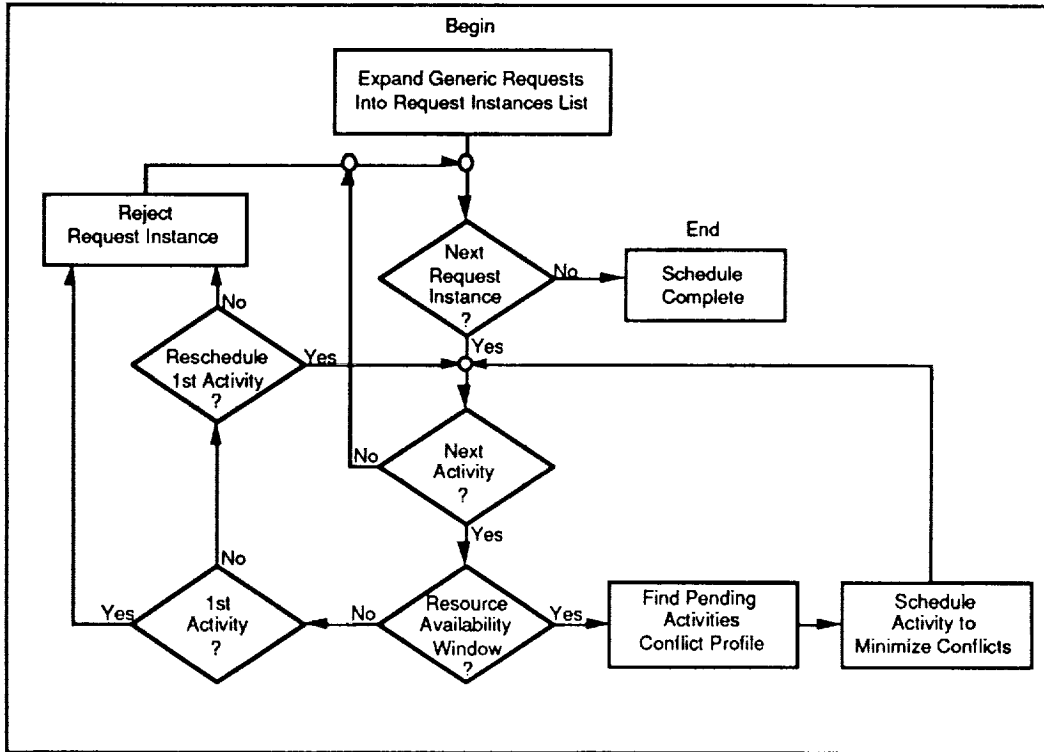 Begin
Expand Generic Requests
Into Request Instances List
Reject
Request Instance
Next
Request
Instance
?
No
End
Schedule
Complete
No
Yes
Reschedule
1st Activity
?
Yes
No
Next
Activity
?
Yes
No
Yes
1st
Activity
?
No
Resource
Availability
Window
?
Yes
Find Pending
Activities
Conflict Profile
Schedule
Activity to
Minimize Conflicts